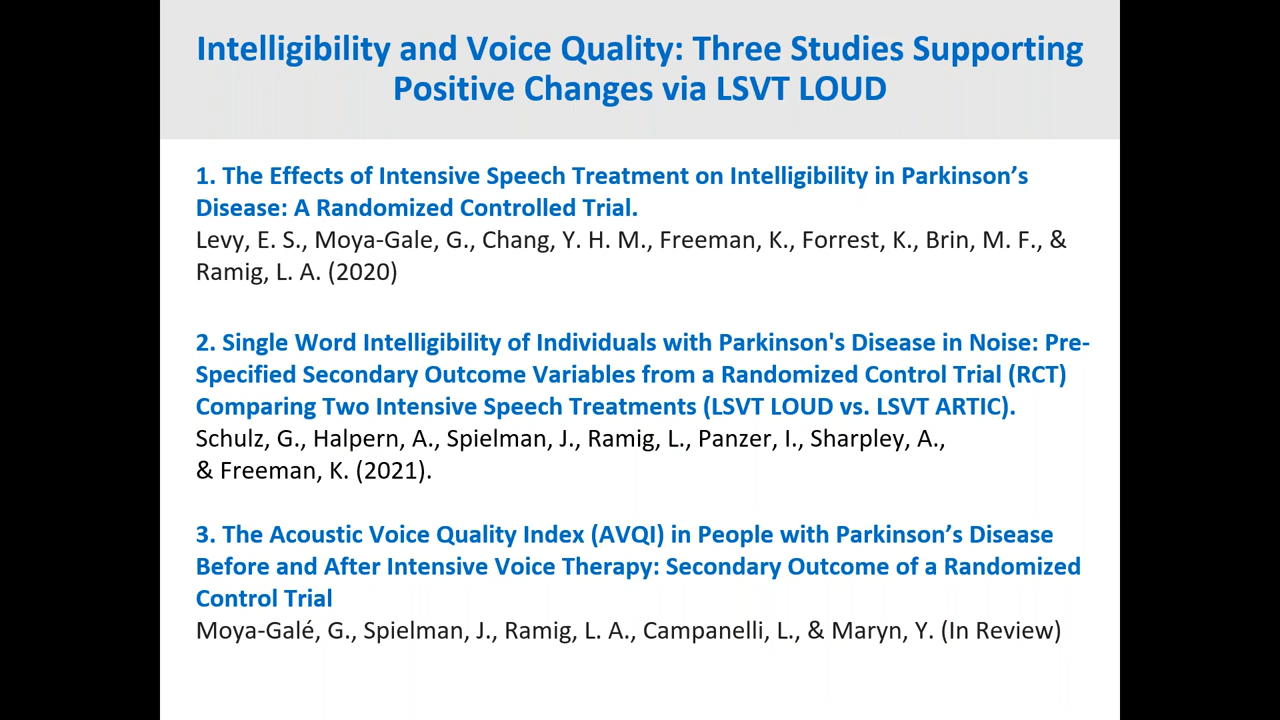 Intelligibility and Voice Quality: Three Studies Supporting
Positive Changes via LSVT LOUD
1. The Effects of Intensive Speech Treatment on Intelligibility in Parkinson’s
Disease: A Randomized Controlled Trial.
Levy, E. S., Moya-Gale, G., Chang, Y. H. M., Freeman, K., Forrest, K., Brin, M. F., &
Ramig, L. A. (2020)
2. Single Word Intelligibility of Individuals with Parkinson's Disease in Noise: Pre-
Specified Secondary Outcome Variables from a Randomized Control Trial (RCT)
Comparing Two Intensive Speech Treatments (LSVT LOUD vs. LSVT ARTIC).
Schulz, G., Halpern, A., Spielman, J., Ramig, L., Panzer, I., Sharpley, A.,
& Freeman, K. (2021).
3. The Acoustic Voice Quality Index (AVQI) in People with Parkinson’s Disease
Before and After Intensive Voice Therapy: Secondary Outcome of a Randomized
Control Trial
Moya-Galé, G., Spielman, J., Ramig, L. A., Campanelli, L., & Maryn, Y. (In Review)